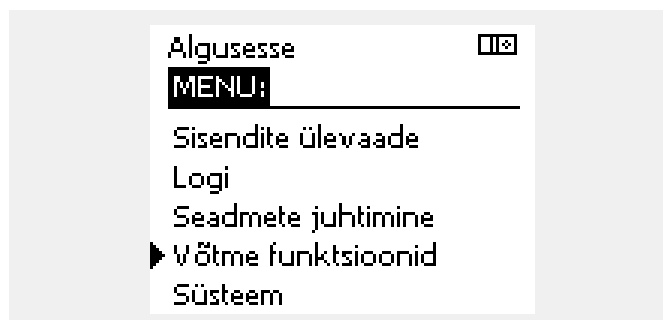 Algusesse
MENU:
Sisendite ülevaade
Logi
Seadmete juhtimine
Võtme funktsioonid
Süsteem